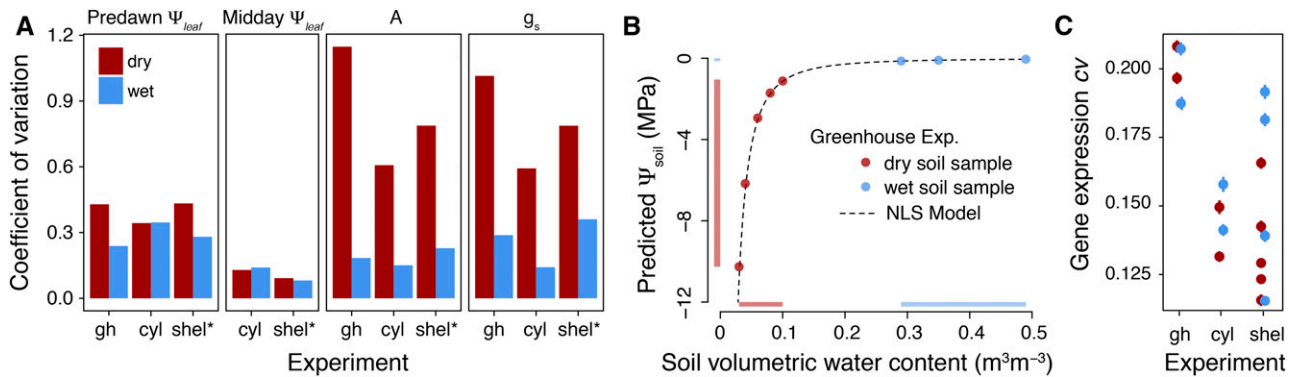 A
Predawn Ψleaf
Midday Ψleaf
A
gs
Coefficient of variation
1.2
0.9
0.6
0.3
0.0
dry
wet
gh cyl shel*
cyl shel*
gh cyl shel*
gh cyl shel*
Experiment
B
Predicted Ψsoil (MPa)
0
−4
−8
−12
Greenhouse Exp.
dry soil sample
wet soil sample
NLS Model
0 0.1 0.2 0.3 0.4 0.5
Soil volumetric water content (m³m⁻³)
C
Gene expression cv
0.200
0.175
0.150
0.125
gh cyl shel
Experiment